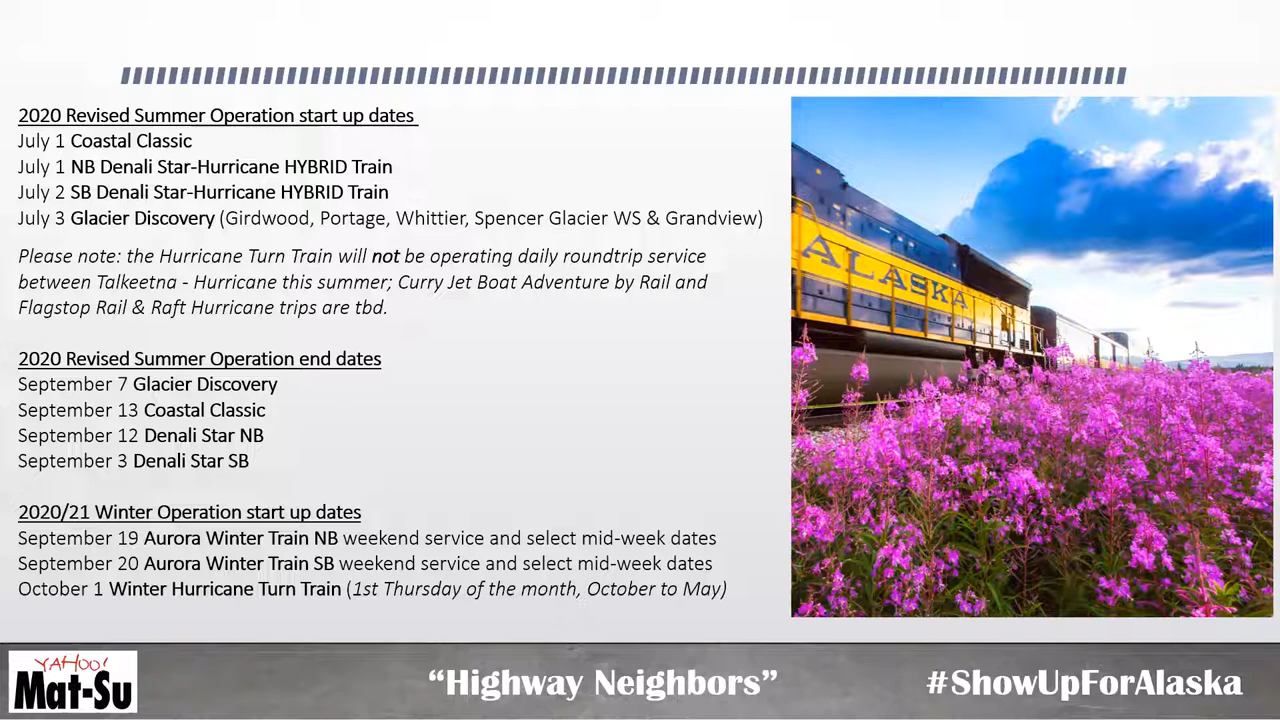 2020 Revised Summer Operation start up dates
July 1 Coastal Classic
July 1 NB Denali Star-Hurricane HYBRID Train
July 2 SB Denali Star-Hurricane HYBRID Train
July 3 Glacier Discovery (Girdwood, Portage, Whittier, Spencer Glacier WS & Grandview)
Please note: the Hurricane Turn Train will not be operating daily roundtrip service
between Talkeetna - Hurricane this summer; Curry Jet Boat Adventure by Rail and
Flagstop Rail & Raft Hurricane trips are tbd.
2020 Revised Summer Operation end dates
September 7 Glacier Discovery
September 13 Coastal Classic
September 12 Denali Star NB
September 3 Denali Star SB
2020/21 Winter Operation start up dates
September 19 Aurora Winter Train NB weekend service and select mid-week dates
September 20 Aurora Winter Train SB weekend service and select mid-week dates
October 1 Winter Hurricane Turn Train (1st Thursday of the month, October to May)
ALASKA
YAHOO!
Mat-Su
“Highway Neighbors”
#ShowUpForAlaska